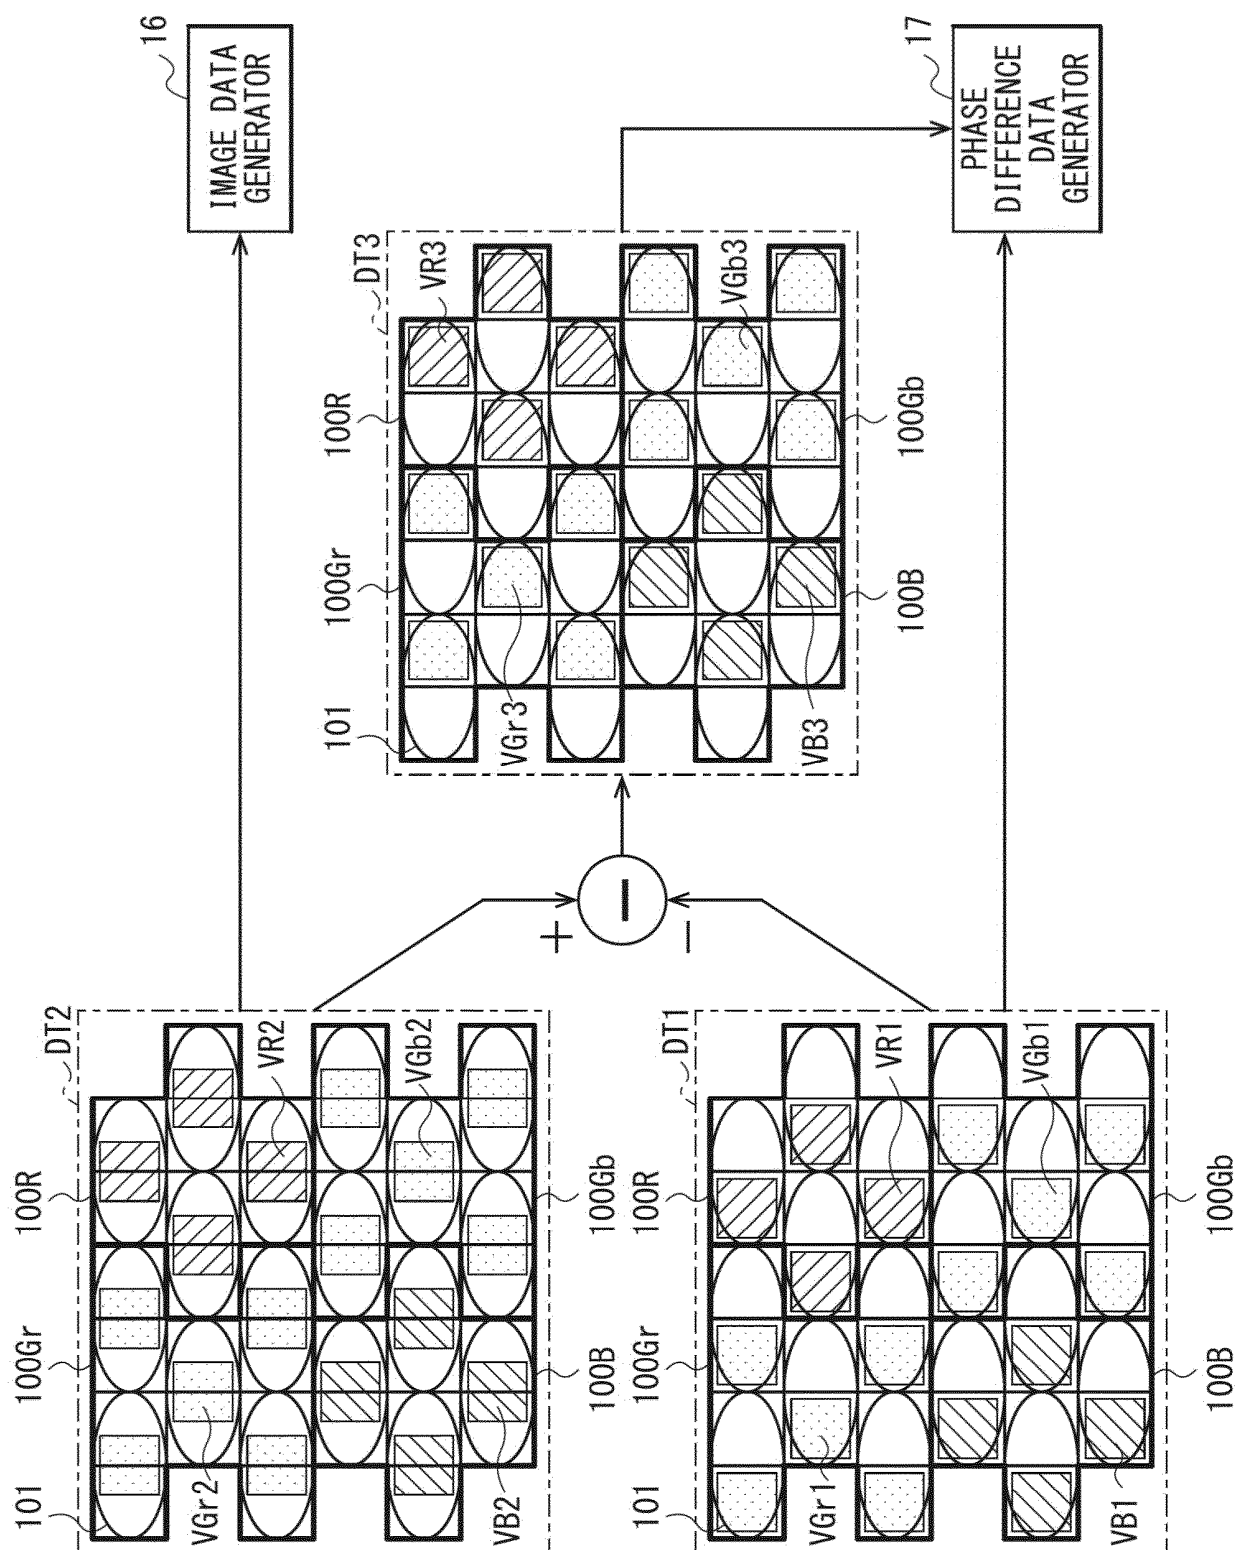 DT2
101
100Gr
100R
VGr2
VR2
VB2
VGb2
100B
100Gb
16
IMAGE DATA
GENERATOR
+
−
−
DT3
101
100Gr
100R
VR3
VGr3
VGb3
VB3
100B
100Gb
DT1
101
100Gr
100R
VGr1
VR1
VB1
VGb1
100B
100Gb
17
PHASE
DIFFERENCE
DATA
GENERATOR